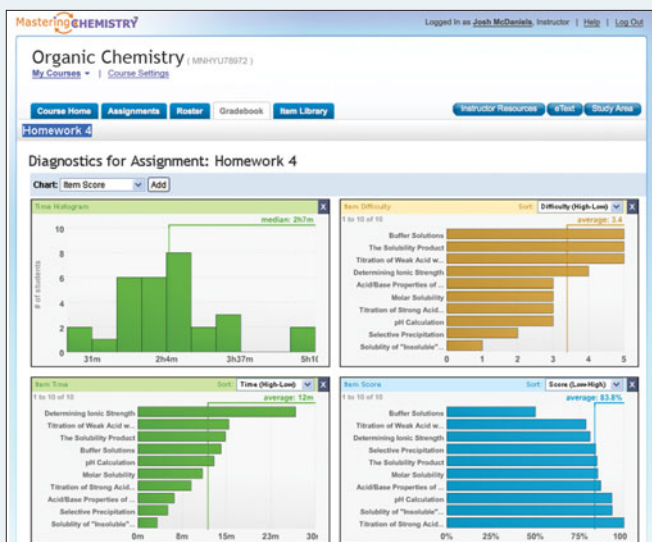 MasteringCHEMISTRY
Logged in as Josh McDaniels, Instructor | Help | Log Out
Organic Chemistry ( MNHYU78972 )
My Courses | Course Settings
Course Home Assignments Roster Gradebook Item Library
Instructor Resources eText Study Area
Homework 4
Diagnostics for Assignment: Homework 4
Chart: Item Score Add
Time Histogram X
median: 2h7m
# of students
10
8
6
4
2
0
31m 2h4m 3h37m 5h10
Item Difficulty Sort: Difficulty (High-Low) X
1 to 10 of 10 average: 3.4
Buffer Solutions
The Solubility Product
Titration of Weak Acid w...
Determining Ionic Strength
Acid/Base Properties of ...
Molar Solubility
Titration of Strong Acid...
pH Calculation
Selective Precipitation
Solublity of "Insoluble"...
0 1 2 3 4 5
Item Time Sort: Time (High-Low) X
1 to 10 of 10 average: 12m
Determining Ionic Strength
Titration of Weak Acid w...
The Solubility Product
Buffer Solutions
pH Calculation
Molar Solubility
Titration of Strong Acid...
Acid/Base Properties of ...
Selective Precipitation
Solublity of "Insoluble"...
0m 8m 15m 23m 30
Item Score Sort: Score (Low-High) X
1 to 10 of 10 average: 83.8%
Buffer Solutions
Titration of Weak Acid w...
Determining Ionic Strength
Selective Precipitation
The Solubility Product
Molar Solubility
Acid/Base Properties of ...
pH Calculation
Solublity of "Insoluble"...
Titration of Strong Acid...
0% 25% 50% 75% 100